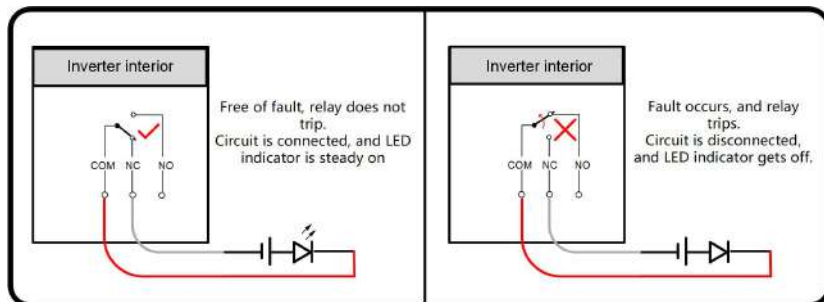 Inverter interior
Free of fault, relay does not
trip.
Circuit is connected, and LED
indicator is steady on
COM NC NO
Inverter interior
Fault occurs, and relay
trips.
Circuit is disconnected,
and LED indicator gets off.
COM NC NO